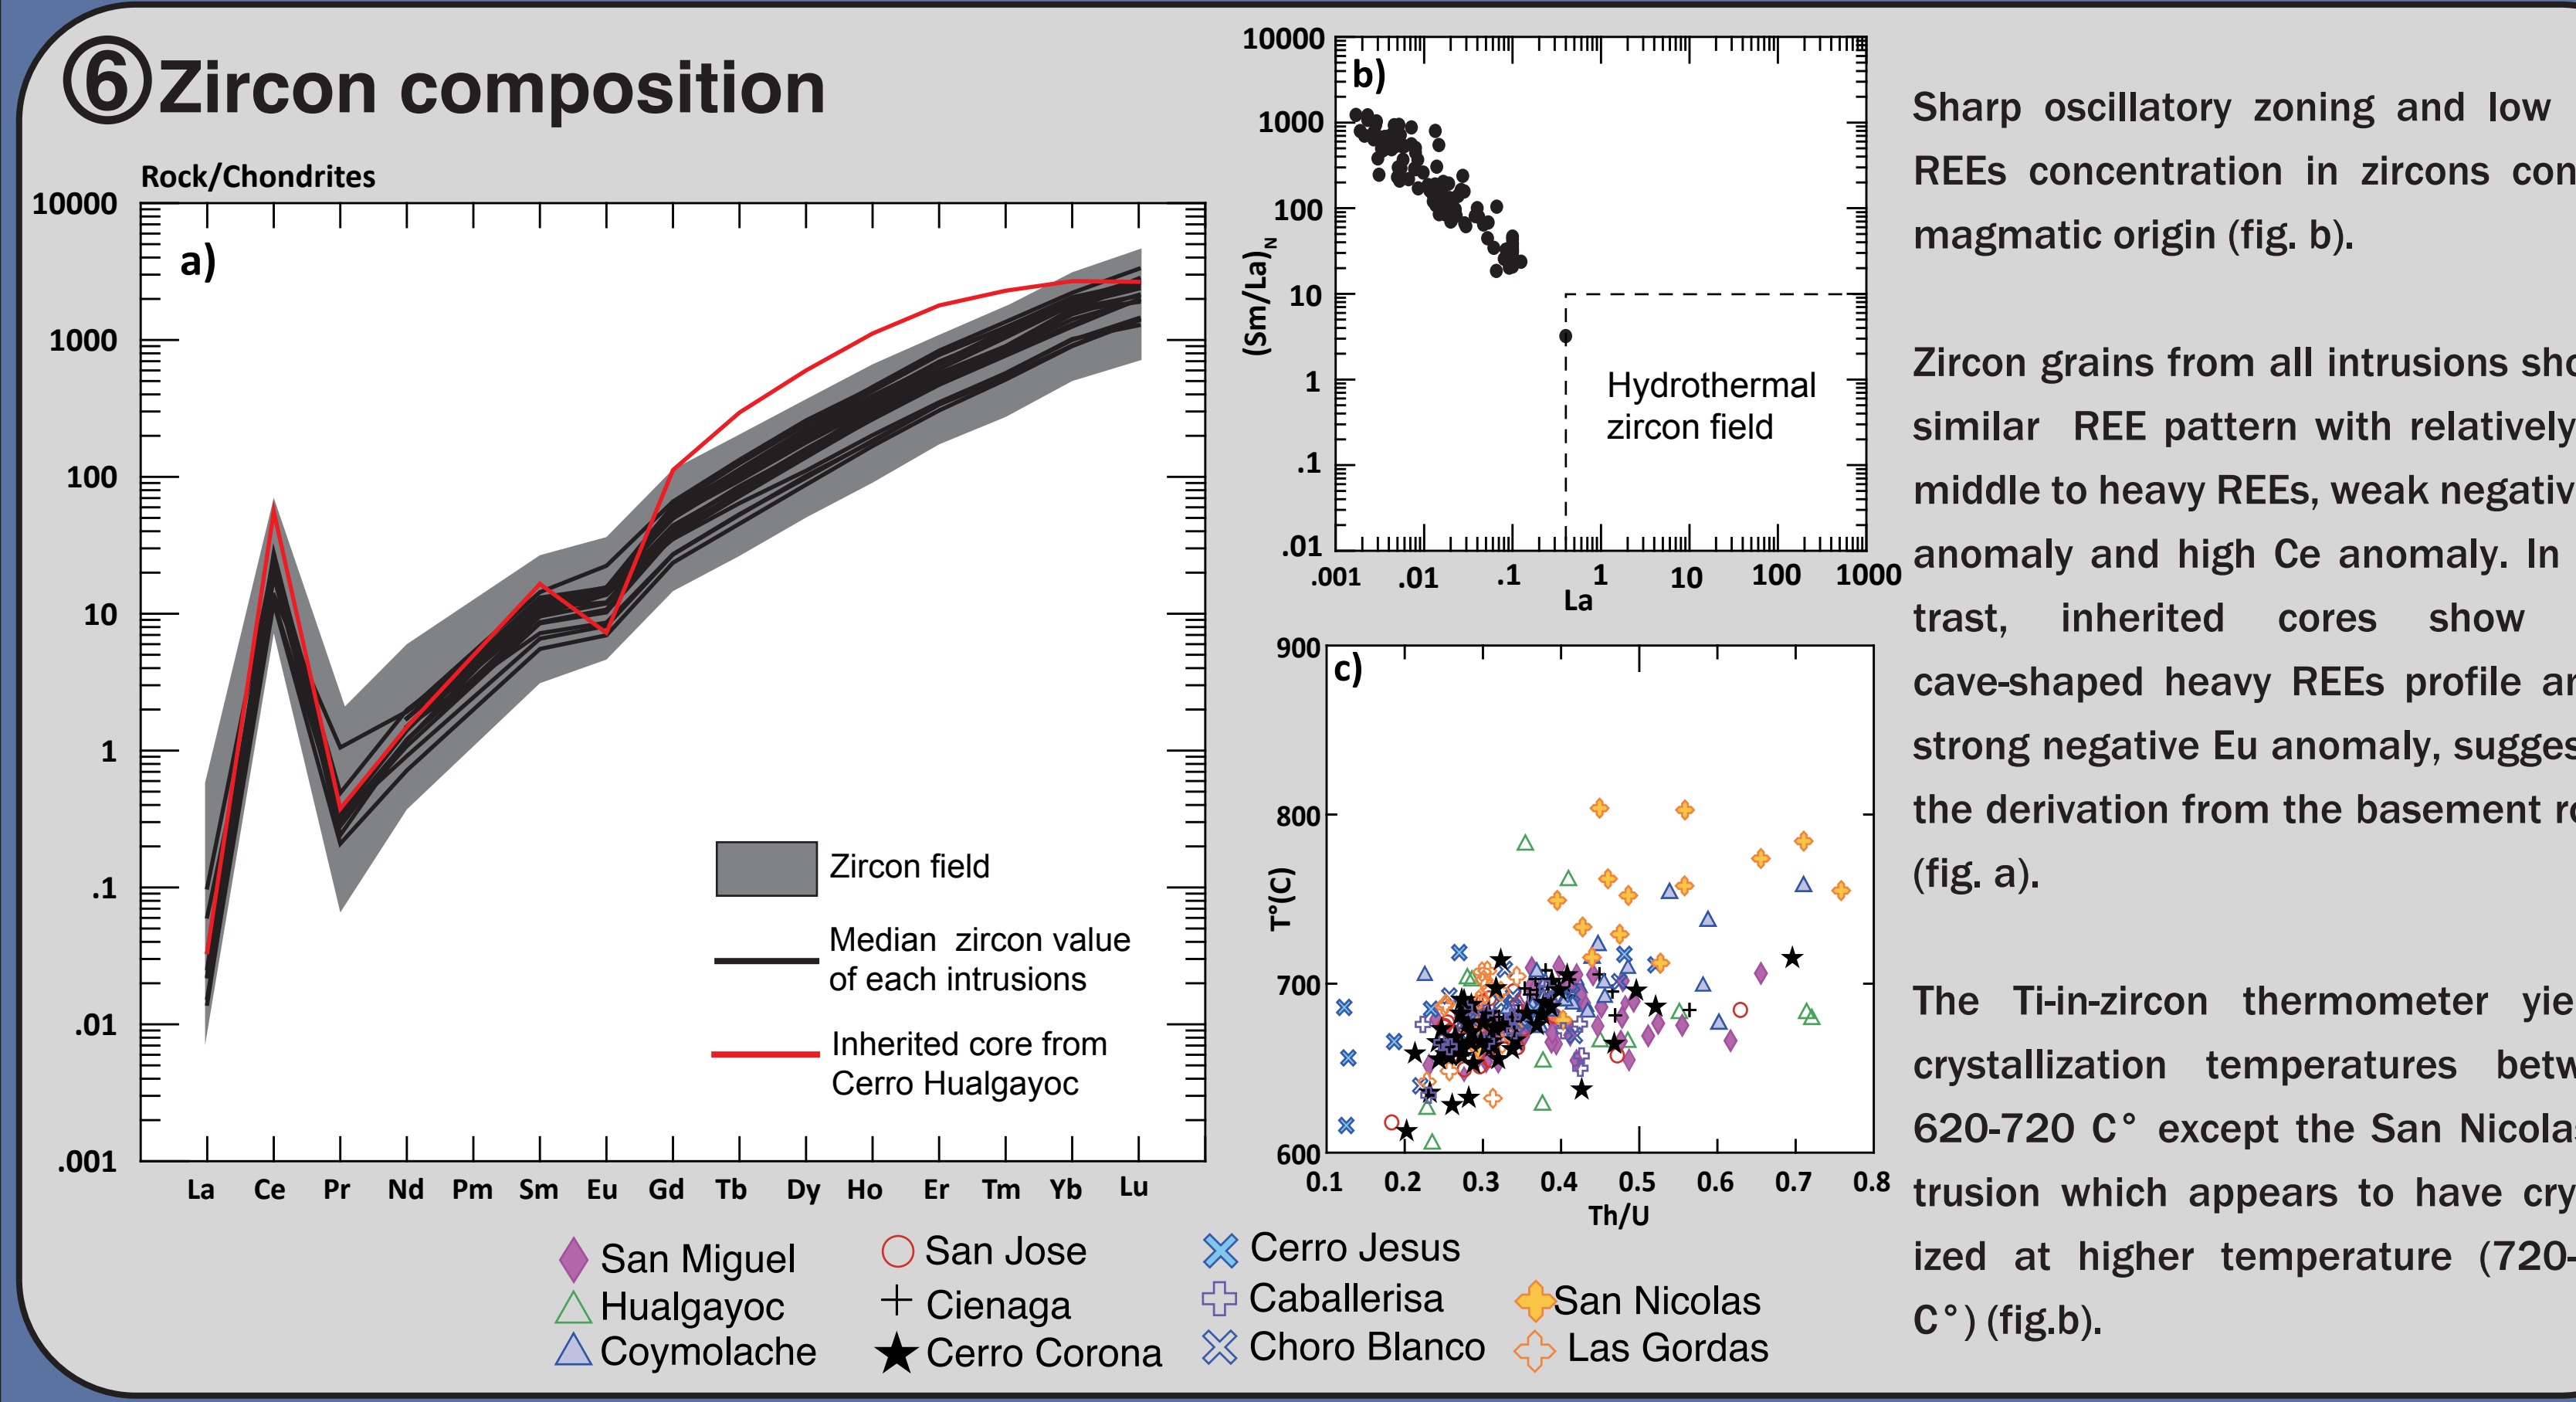 ⑥ Zircon composition
Rock/Chondrites
a)
10000
1000
100
10
1
.1
.01
.001
La Ce Pr Nd Pm Sm Eu Gd Tb Dy Ho Er Tm Yb Lu
Zircon field
Median zircon value
of each intrusions
Inherited core from
Cerro Hualgayoc
b)
10000
1000
100
10
1
.1
.01
(Sm/La)N
.001 .01 .1 1 10 100 1000
La
Hydrothermal
zircon field
c)
900
800
700
600
T°(C)
0.1 0.2 0.3 0.4 0.5 0.6 0.7 0.8
Th/U
San Miguel
Hualgayoc
Coymolache
San Jose
Cienaga
Cerro Corona
Cerro Jesus
Caballerisa
Choro Blanco
San Nicolas
Las Gordas
Sharp oscillatory zoning and low
REEs concentration in zircons con
magmatic origin (fig. b).
Zircon grains from all intrusions sho
similar REE pattern with relatively
middle to heavy REEs, weak negativ
anomaly and high Ce anomaly. In
trast, inherited cores show
cave-shaped heavy REEs profile a
strong negative Eu anomaly, sugges
the derivation from the basement ro
(fig. a).
The Ti-in-zircon thermometer yie
crystallization temperatures betw
620-720 C° except the San Nicolas
trusion which appears to have cry
ized at higher temperature (720-
C°) (fig.b).